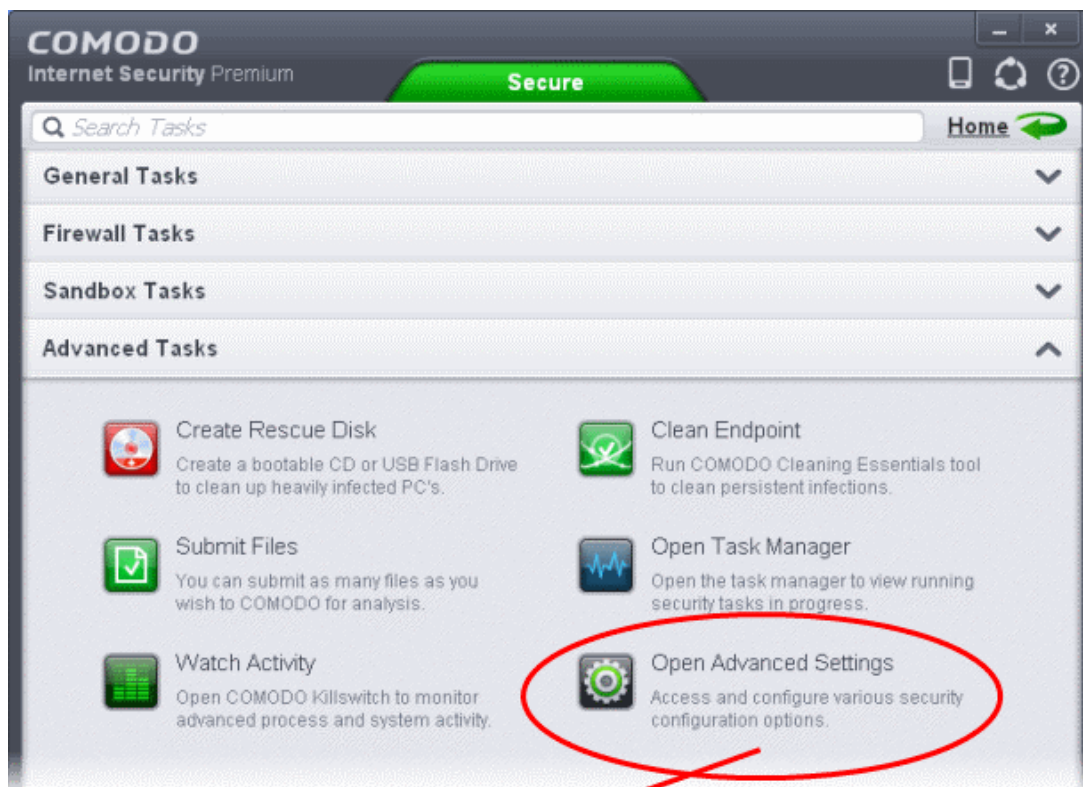 COMODO
Internet Security Premium
Secure
Search Tasks
Home
General Tasks
Firewall Tasks
Sandbox Tasks
Advanced Tasks
Create Rescue Disk
Create a bootable CD or USB Flash Drive
to clean up heavily infected PC's.
Clean Endpoint
Run COMODO Cleaning Essentials tool
to clean persistent infections.
Submit Files
You can submit as many files as you
wish to COMODO for analysis.
Open Task Manager
Open the task manager to view running
security tasks in progress.
Watch Activity
Open COMODO Killswitch to monitor
advanced process and system activity.
Open Advanced Settings
Access and configure various security
configuration options.